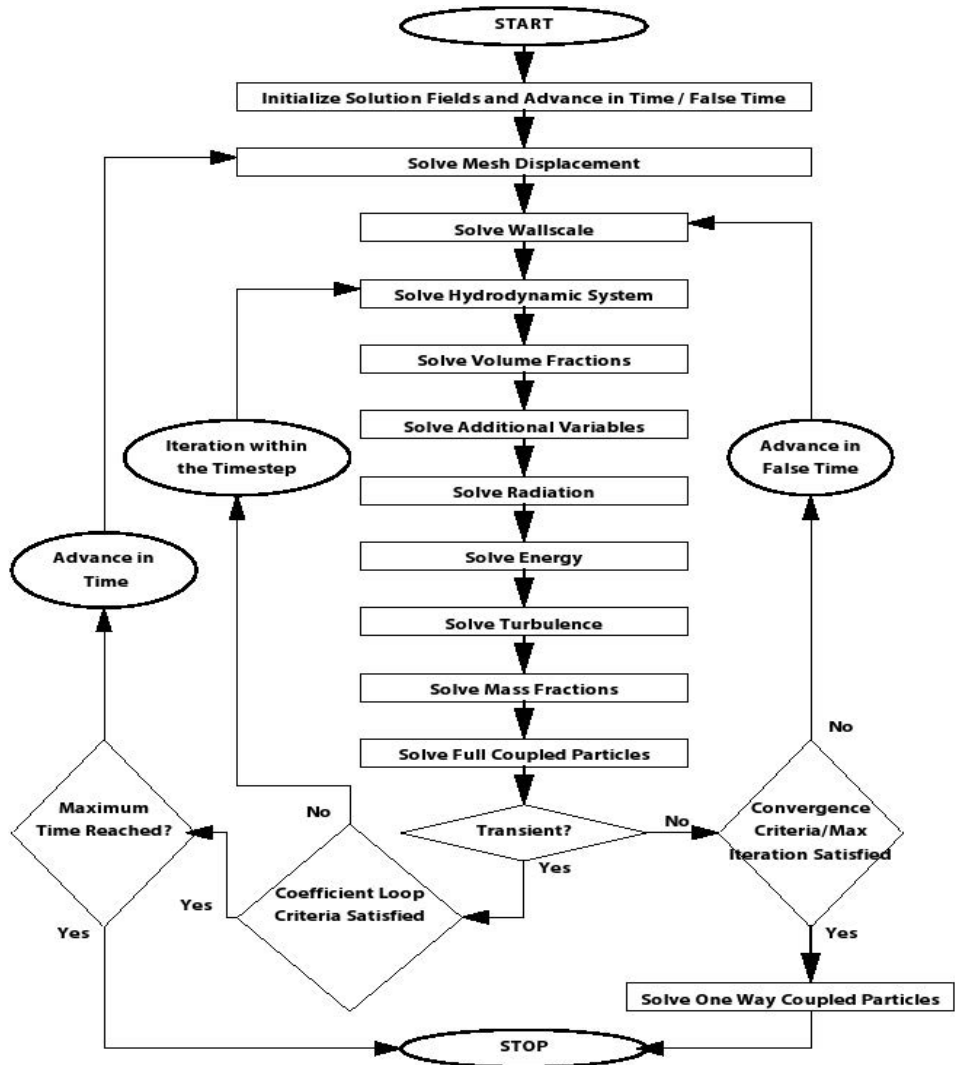 START
Initialize Solution Fields and Advance in Time / False Time
Solve Mesh Displacement
Solve Wallscale
Solve Hydrodynamic System
Solve Volume Fractions
Solve Additional Variables
Iteration within
the Timestep
Advance in
False Time
Solve Radiation
Solve Energy
Advance in
Time
Solve Turbulence
Solve Mass Fractions
Solve Full Coupled Particles
No
Maximum
Time Reached?
No
Transient?
No
Convergence
Criteria/Max
Iteration Satisfied
Yes
Coefficient Loop
Criteria Satisfied
Yes
Yes
Yes
Solve One Way Coupled Particles
STOP